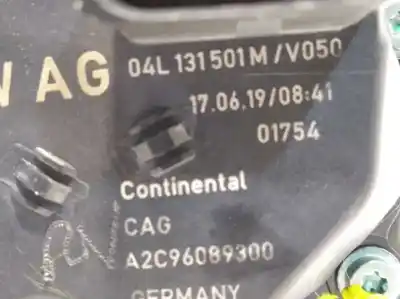 W AG
04L 131 501 M /V050
17.06.19/08:41
01754
Continental
CAG
A2C96089300
GERMANY